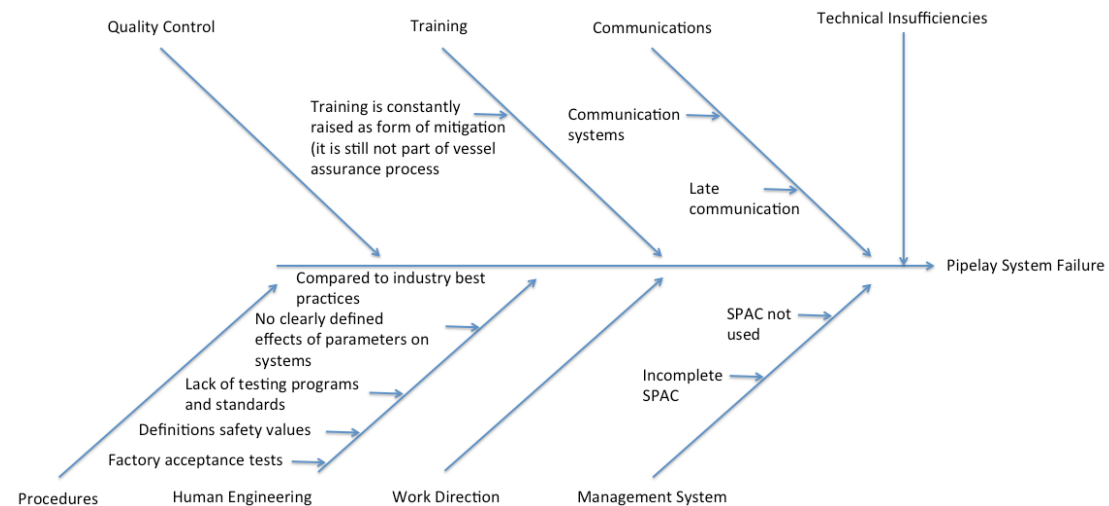 Quality Control
Training
Communications
Technical Insufficiencies
Training is constantly
raised as form of mitigation
(it is still not part of vessel
assurance process
Communication
systems
Late
communication
Pipelay System Failure
Compared to industry best
practices
No clearly defined
effects of parameters on
systems
Lack of testing programs
and standards
Definitions safety values
Factory acceptance tests
SPAC not
used
Incomplete
SPAC
Procedures
Human Engineering
Work Direction
Management System